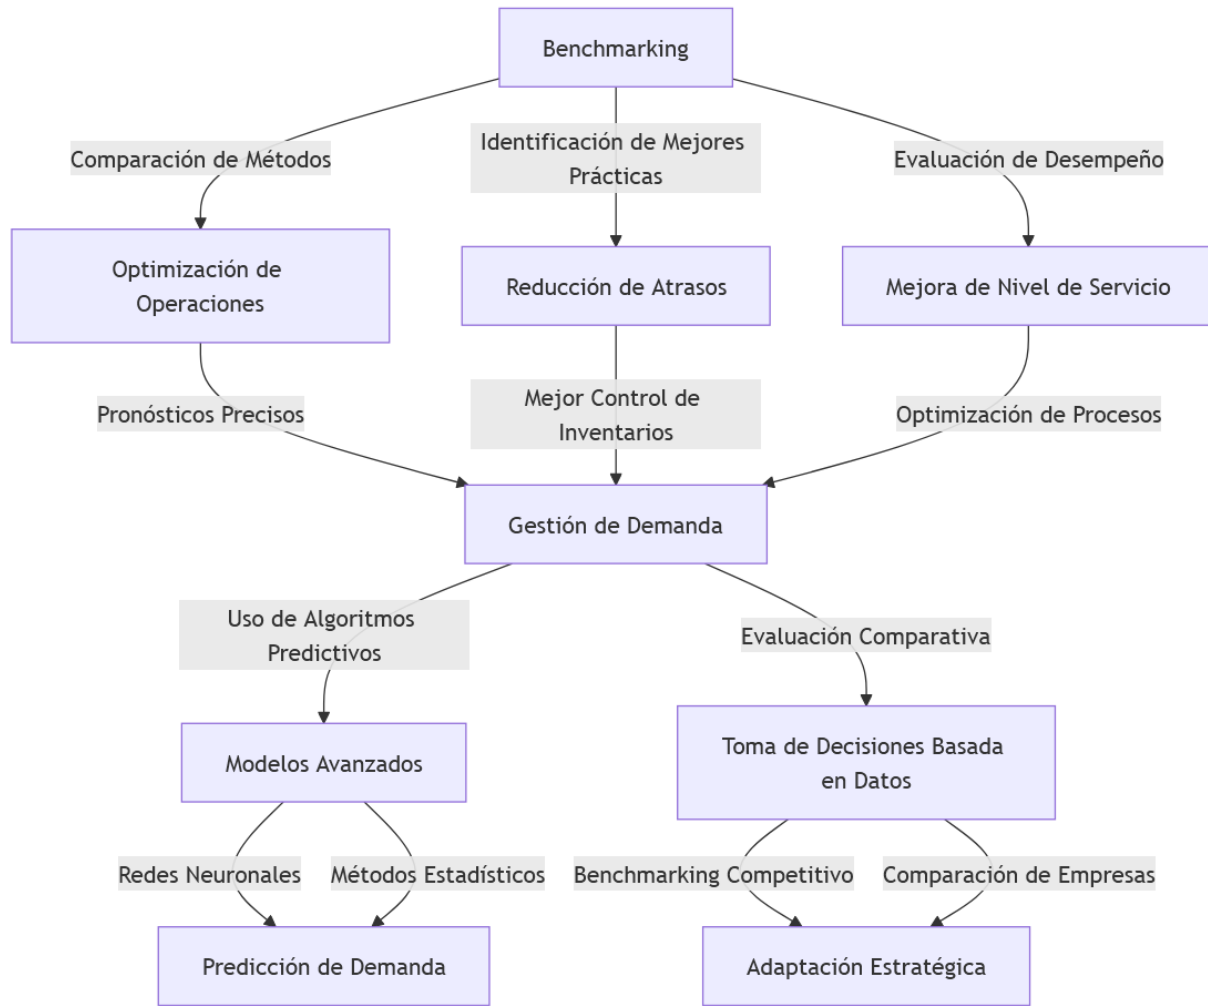 Benchmarking
Comparación de Métodos
Identificación de Mejores
Prácticas
Evaluación de Desempeño
Optimización de
Operaciones
Reducción de Atrasos
Mejora de Nivel de Servicio
Pronósticos Precisos
Mejor Control de
Inventarios
Optimización de Procesos
Gestión de Demanda
Uso de Algoritmos
Predictivos
Evaluación Comparativa
Modelos Avanzados
Toma de Decisiones Basada
en Datos
Redes Neuronales
Métodos Estadísticos
Benchmarking Competitivo
Comparación de Empresas
Predicción de Demanda
Adaptación Estratégica